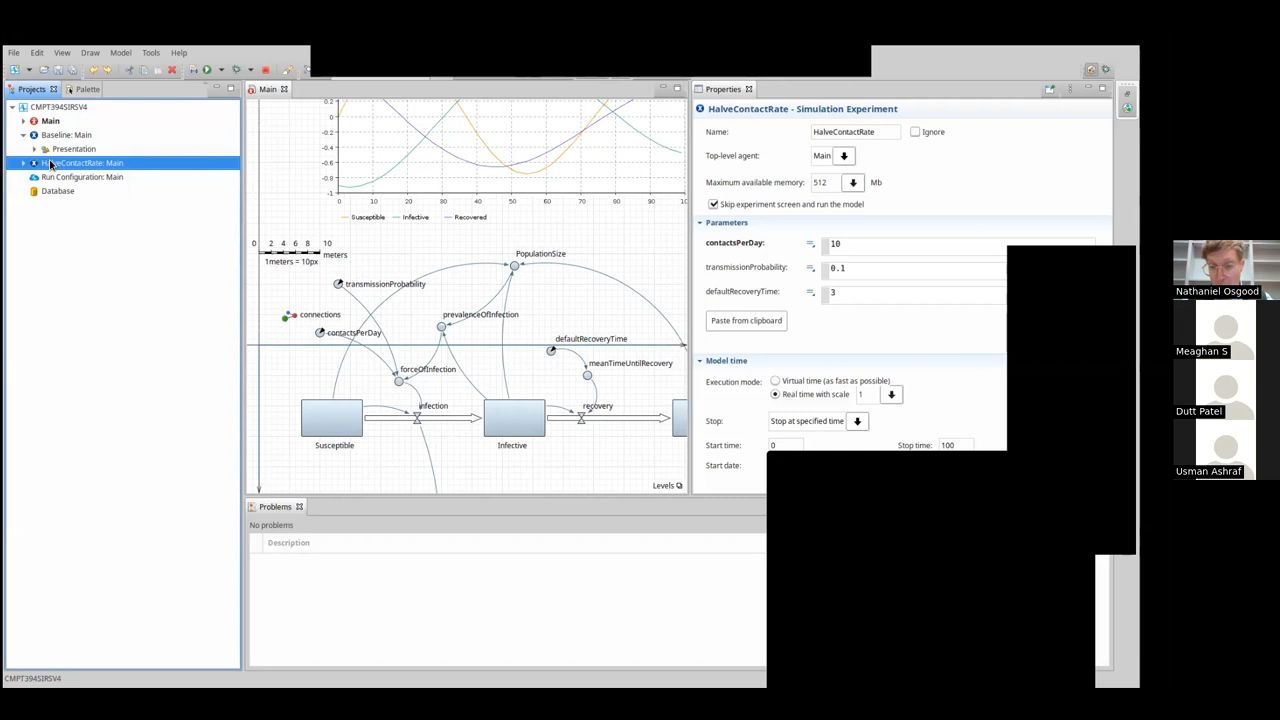 File Edit View Draw Model Tools Help
Projects Palette
CMPT394SIRSV4
Main
Baseline: Main
Presentation
HalveContactRate: Main
Run Configuration: Main
Database
Main
0.2
0
-0.2
-0.4
-0.6
-0.8
-1
0 10 20 30 40 50 60 70 80 90
Susceptible Infective Recovered
0 2 4 6 8 10
meters
1meters = 10px
PopulationSize
transmissionProbability
connections
prevalenceOfInfection
contactsPerDay
defaultRecoveryTime
meanTimeUntilRecovery
forceOfInfection
infection
recovery
Susceptible
Infective
Levels
Problems
No problems
Description
Properties
HalveContactRate - Simulation Experiment
Name: HalveContactRate Ignore
Top-level agent: Main
Maximum available memory: 512 Mb
Skip experiment screen and run the model
Parameters
contactsPerDay: 10
transmissionProbability: 0.1
defaultRecoveryTime: 3
Paste from clipboard
Model time
Execution mode: Virtual time (as fast as possible)
Real time with scale 1
Stop: Stop at specified time
Start time: 0 Stop time: 100
Start date:
CMPT394SIRSV4
Nathaniel Osgood
Meaghan S
Dutt Patel
Usman Ashraf